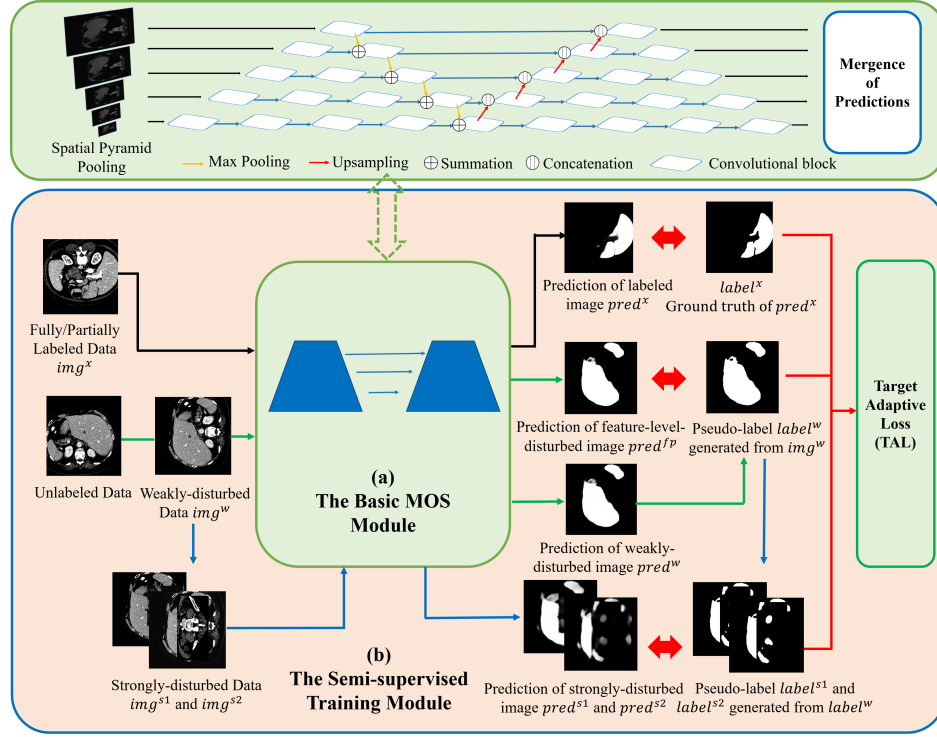 Spatial Pyramid
Pooling
Max Pooling
Upsampling
Summation
Concatenation
Convolutional block
Mergence
of
Predictions
Fully/Partially
Labeled Data
img^x
Unlabeled Data
Weakly-disturbed
Data img^w
Strongly-disturbed Data
img^s1 and img^s2
(a)
The Basic MOS
Module
(b)
The Semi-supervised
Training Module
Prediction of labeled
image pred^x
label^x
Ground truth of pred^x
Prediction of feature-level-
disturbed image pred^fp
Pseudo-label label^w
generated from img^w
Prediction of weakly-
disturbed image pred^w
Prediction of strongly-disturbed
image pred^s1 and pred^s2
Pseudo-label label^s1 and
label^s2 generated from label^w
Target
Adaptive
Loss
(TAL)